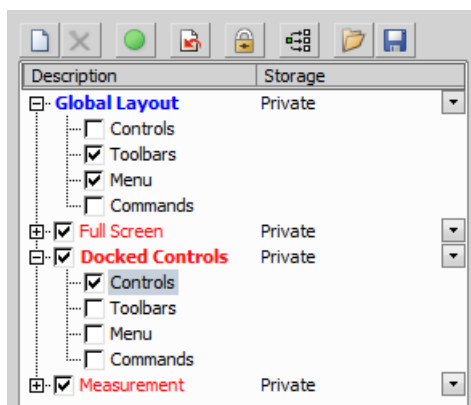 Description Storage
Global Layout Private
Controls
Toolbars
Menu
Commands
Full Screen Private
Docked Controls Private
Controls
Toolbars
Menu
Commands
Measurement Private